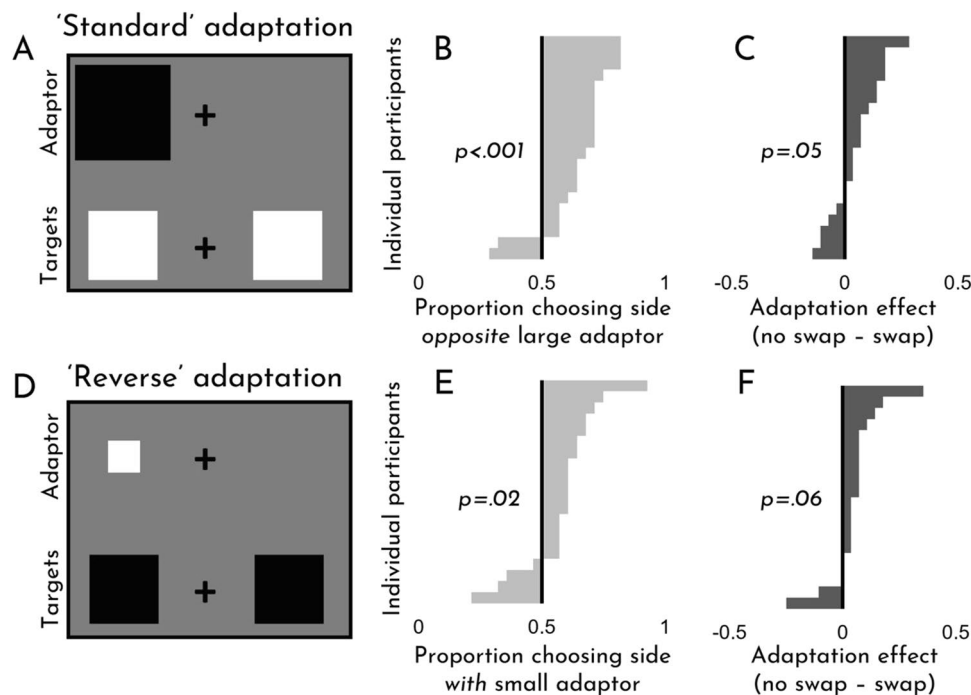 'Standard' adaptation
A
Adaptor
+
Targets
+
B
Individual participants
p<.001
0
0.5
1
Proportion choosing side
opposite large adaptor
C
p=.05
-0.5
0
0.5
Adaptation effect
(no swap – swap)
'Reverse' adaptation
D
Adaptor
+
Targets
+
E
Individual participants
p=.02
0
0.5
1
Proportion choosing side
with small adaptor
F
p=.06
-0.5
0
0.5
Adaptation effect
(no swap – swap)